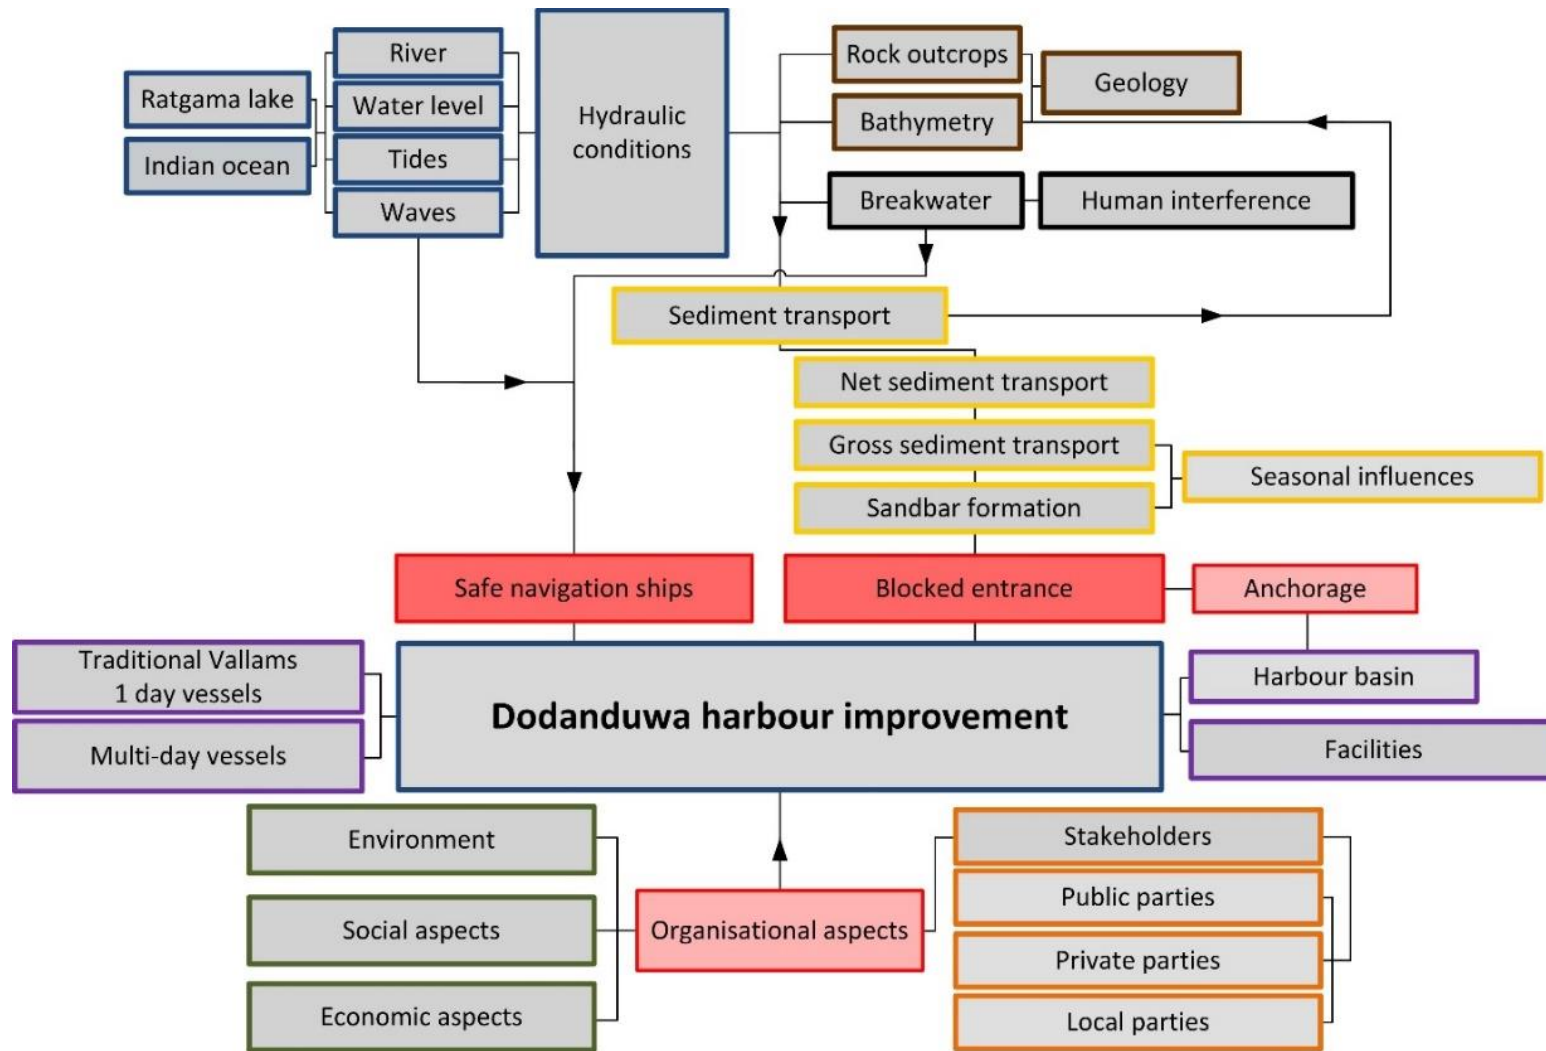 River
Ratgama lake
Water level
Indian ocean
Tides
Waves
Hydraulic
conditions
Rock outcrops
Geology
Bathymetry
Breakwater
Human interference
Sediment transport
Net sediment transport
Gross sediment transport
Seasonal influences
Sandbar formation
Safe navigation ships
Blocked entrance
Anchorage
Traditional Vallams
1 day vessels
Multi-day vessels
Dodanduwa harbour improvement
Harbour basin
Facilities
Environment
Social aspects
Economic aspects
Organisational aspects
Stakeholders
Public parties
Private parties
Local parties